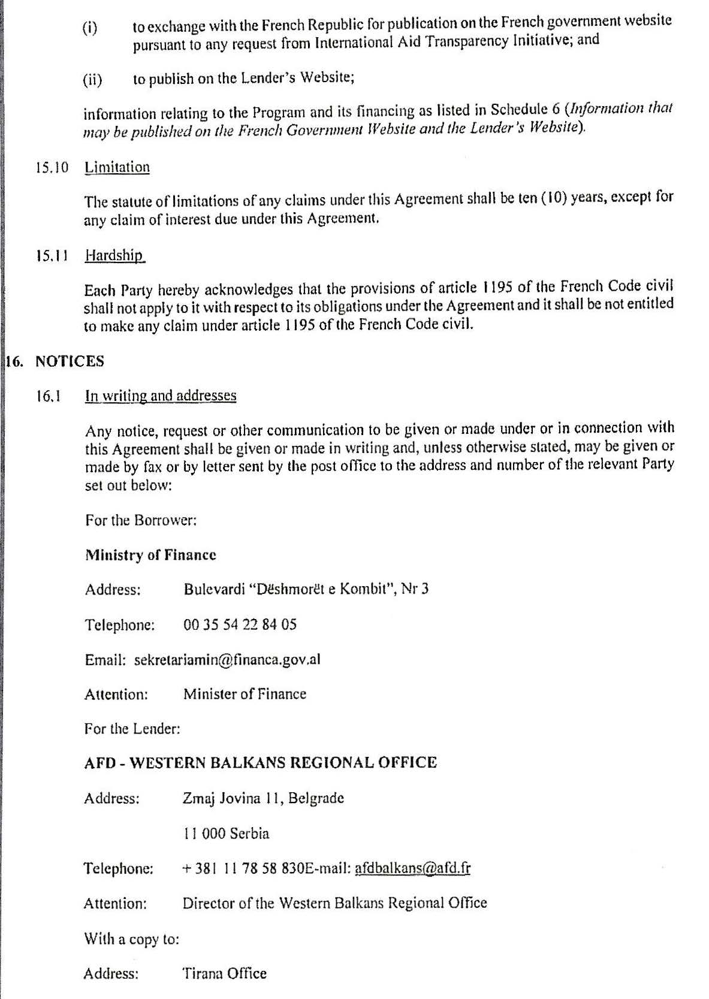 (i) to exchange with the French Republic for publication on the French government website
pursuant to any request from International Aid Transparency Initiative; and
(ii) to publish on the Lender's Website;
information relating to the Program and its financing as listed in Schedule 6 (Information that
may be published on the French Government Website and the Lender's Website).
15.10 Limitation
The statute of limitations of any claims under this Agreement shall be ten (10) years, except for
any claim of interest due under this Agreement.
15.11 Hardship
Each Party hereby acknowledges that the provisions of article 1195 of the French Code civil
shall not apply to it with respect to its obligations under the Agreement and it shall be not entitled
to make any claim under article 1195 of the French Code civil.
16. NOTICES
16.1 In writing and addresses
Any notice, request or other communication to be given or made under or in connection with
this Agreement shall be given or made in writing and, unless otherwise stated, may be given or
made by fax or by letter sent by the post office to the address and number of the relevant Party
set out below:
For the Borrower:
Ministry of Finance
Address: Bulevardi “Dëshmorët e Kombit”, Nr 3
Telephone: 00 35 54 22 84 05
Email: sekretariamin@financa.gov.al
Attention: Minister of Finance
For the Lender:
AFD - WESTERN BALKANS REGIONAL OFFICE
Address: Zmaj Jovina 11, Belgrade
11 000 Serbia
Telephone: + 381 11 78 58 830E-mail: afdbalkans@afd.fr
Attention: Director of the Western Balkans Regional Office
With a copy to:
Address: Tirana Office